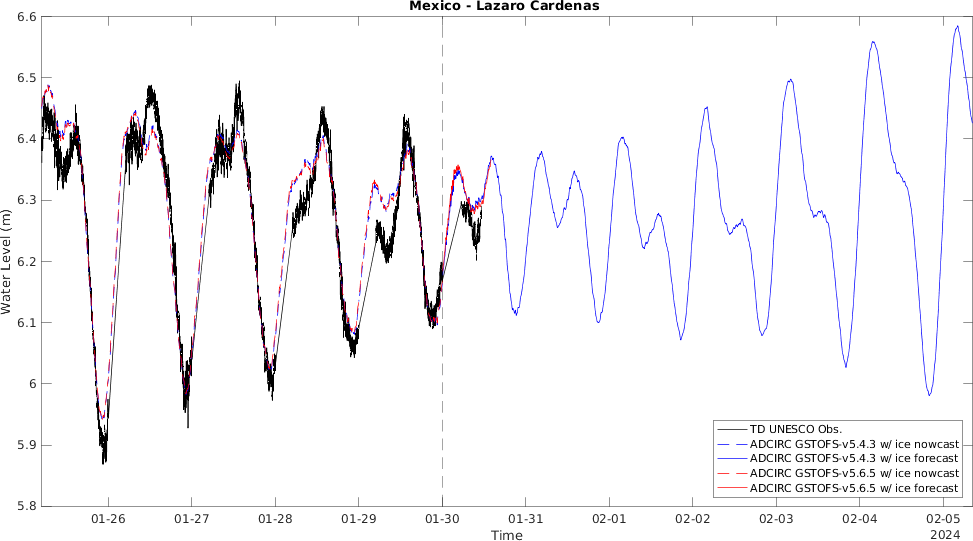 Mexico - Lazaro Cardenas
6.6
6.5
6.4
6.3
6.2
6.1
6
5.9
5.8
Water Level (m)
01-26 01-27 01-28 01-29 01-30 01-31 02-01 02-02 02-03 02-04 02-05
Time
2024
TD UNESCO Obs.
ADCIRC GSTOFS-v5.4.3 w/ ice nowcast
ADCIRC GSTOFS-v5.4.3 w/ ice forecast
ADCIRC GSTOFS-v5.6.5 w/ ice nowcast
ADCIRC GSTOFS-v5.6.5 w/ ice forecast